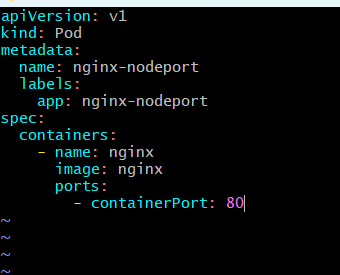 apiVersion: v1
kind: Pod
metadata:
  name: nginx-nodeport
  labels:
    app: nginx-nodeport
spec:
  containers:
    - name: nginx
      image: nginx
      ports:
        - containerPort: 80
~
~
~
~